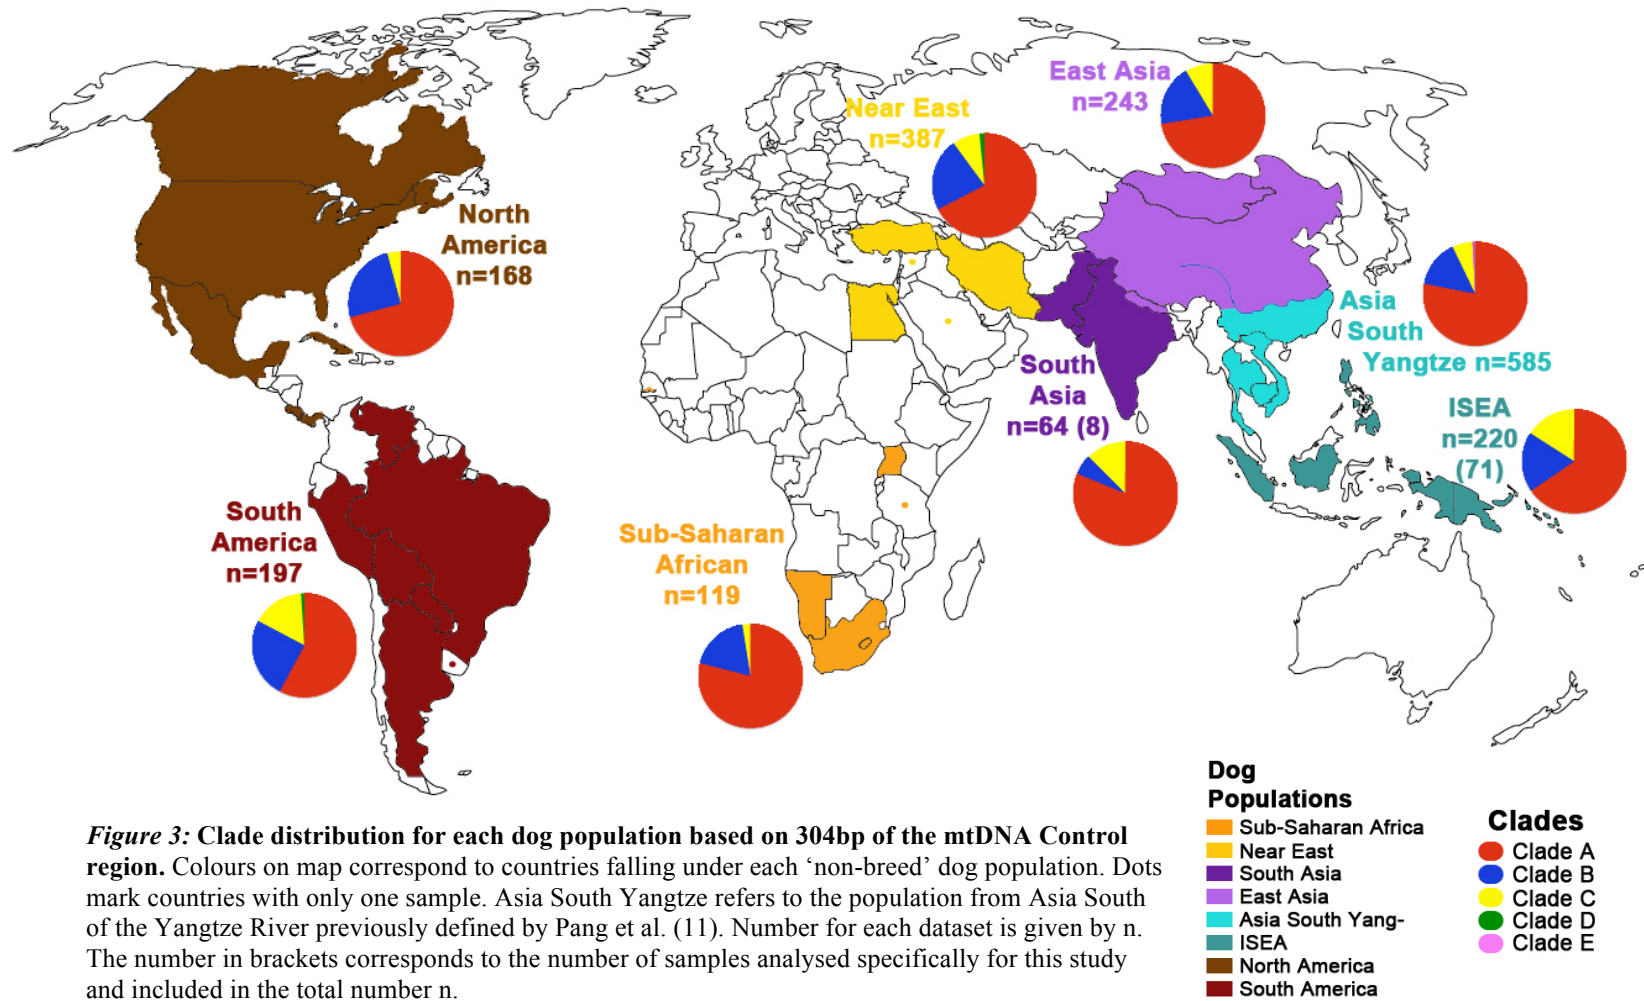 East Asia
n=243
Near East
n=387
North
America
n=168
Asia
South
Yangtze n=585
South
Asia
n=64 (8)
ISEA
n=220
(71)
South
America
n=197
Sub-Saharan
African
n=119
Dog
Populations
Sub-Saharan Africa
Near East
South Asia
East Asia
Asia South Yang-
ISEA
North America
South America
Clades
Clade A
Clade B
Clade C
Clade D
Clade E
Figure 3: Clade distribution for each dog population based on 304bp of the mtDNA Control
region. Colours on map correspond to countries falling under each ‘non-breed’ dog population. Dots
mark countries with only one sample. Asia South Yangtze refers to the population from Asia South
of the Yangtze River previously defined by Pang et al. (11). Number for each dataset is given by n.
The number in brackets corresponds to the number of samples analysed specifically for this study
and included in the total number n.